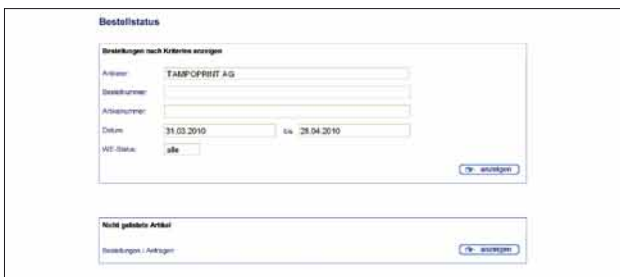 Bestellstatus
Bestellungen nach Kriterien anzeigen
Anbieter: TAMPOPRINT AG
Bestellnummer:
Artikelnummer:
Datum: 31.03.2010 bis 28.04.2010
WE-Status: alle
anzeigen
Nicht gelistete Artikel
Bestellungen / Anfragen anzeigen